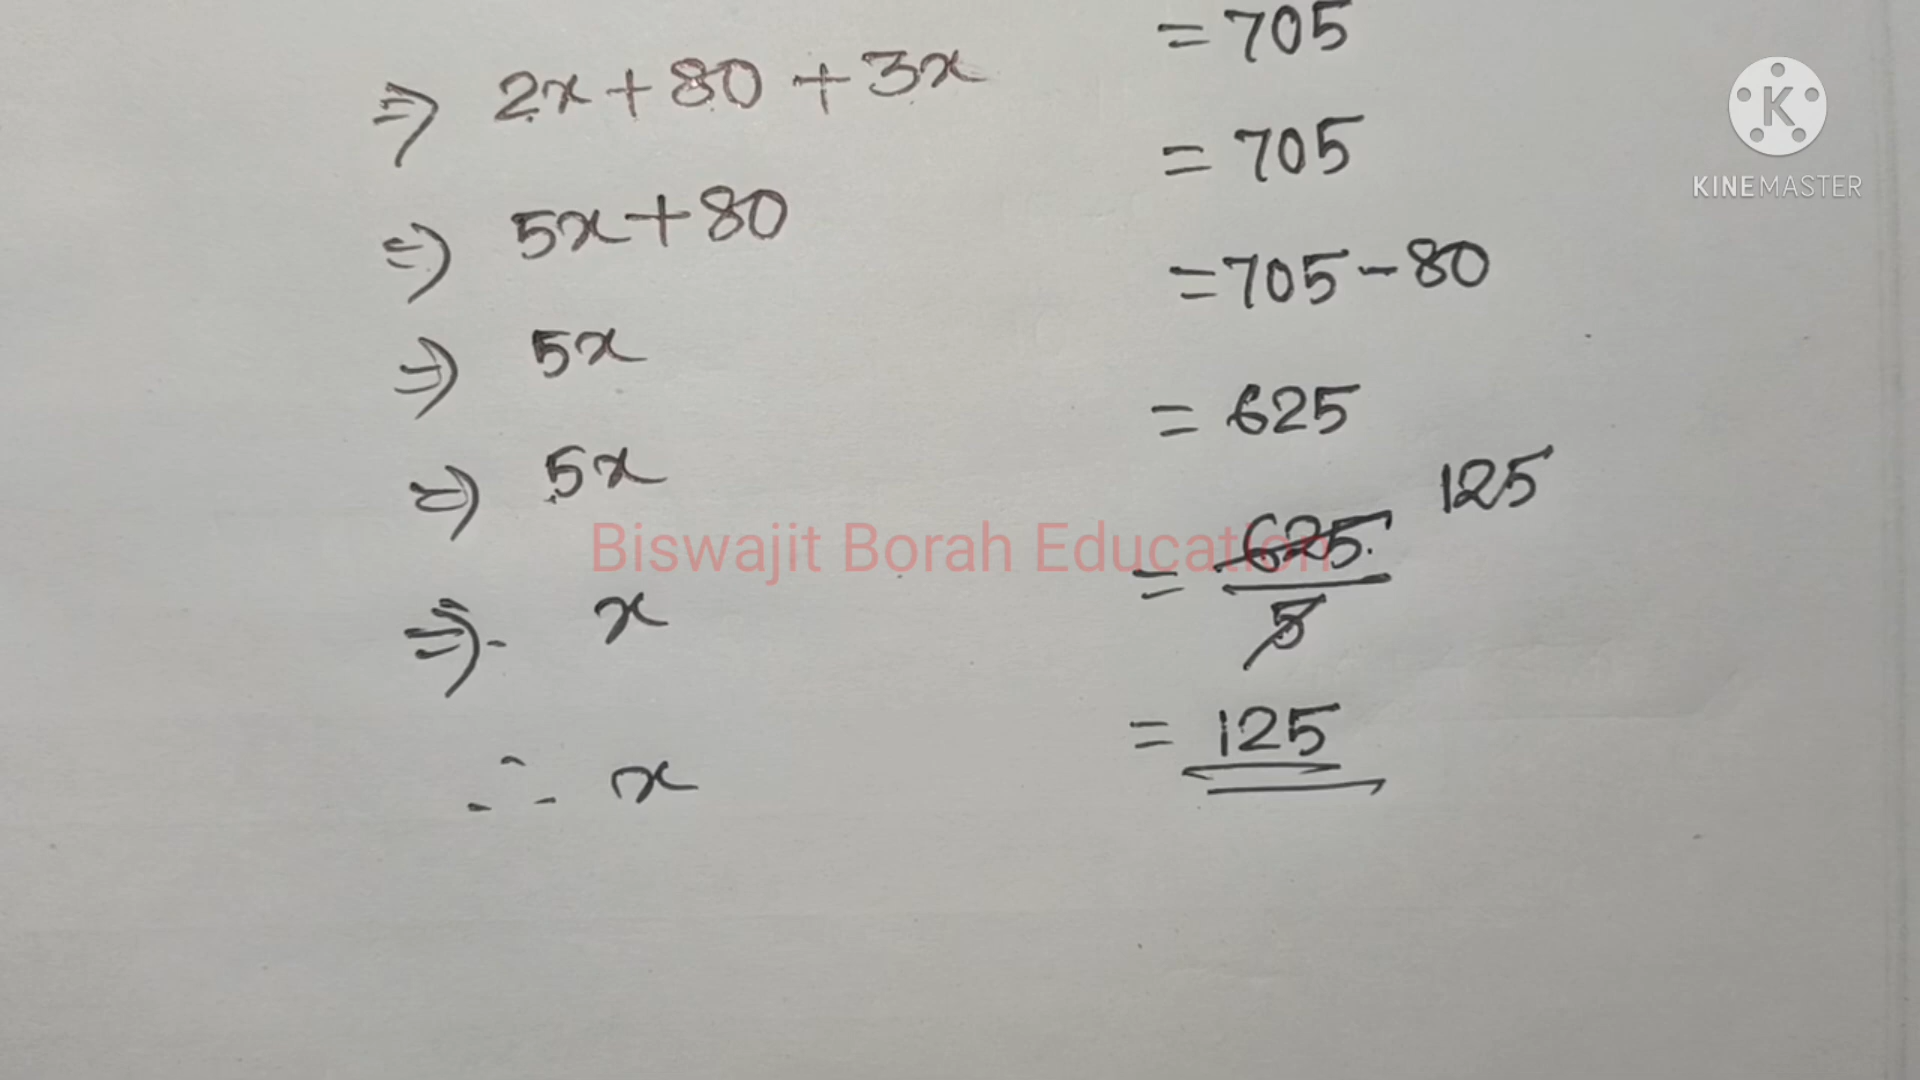 ⇒ 2x + 80 + 3x = 705
⇒ 5x + 80 = 705
⇒ 5x = 705 - 80
⇒ 5x = 625
125
⇒ x = 625/5
∴ x = 125
K
KINEMASTER
Biswajit Borah Education